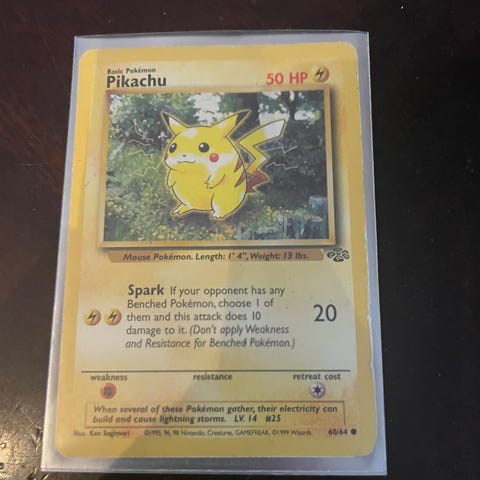 Basic Pokémon
Pikachu 50 HP
Mouse Pokémon. Length: 1' 4", Weight: 13 lbs.
Spark If your opponent has any
Benched Pokémon, choose 1 of
them and this attack does 10
damage to it. (Don't apply Weakness
and Resistance for Benched Pokémon.)
20
weakness resistance retreat cost
When several of these Pokémon gather, their electricity can
build and cause lightning storms. LV. 14 #25
Illus. Ken Sugimori ©1995, 96, 98 Nintendo, Creatures, GAMEFREAK. ©1999 Wizards. 60/64